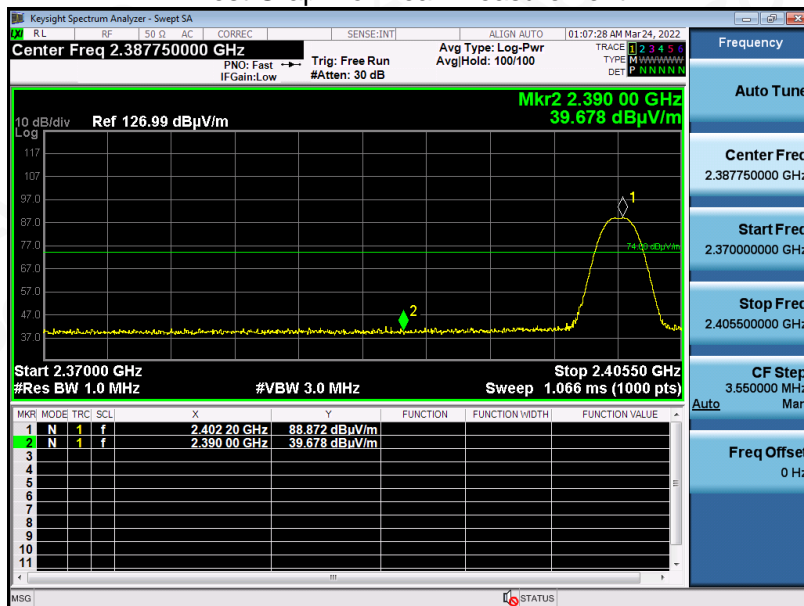 Keysight Spectrum Analyzer - Swept SA
LXI RL RF 50 Ω AC CORREC SENSE:INT ALIGN AUTO 01:07:28 AM Mar 24, 2022
Center Freq 2.387750000 GHz
PNO: Fast
IFGain:Low
Trig: Free Run
#Atten: 30 dB
Avg Type: Log-Pwr
Avg|Hold: 100/100
TRACE 1 2 3 4 5 6
TYPE M W W W W W
DET P N N N N N
Mkr2 2.390 00 GHz
39.678 dBµV/m
10 dB/div Ref 126.99 dBµV/m
Log
117
107
97.0
87.0
77.0
67.0
57.0
47.0
37.0
1
74.00 dBµV/m
2
Start 2.37000 GHz Stop 2.40550 GHz
#Res BW 1.0 MHz #VBW 3.0 MHz Sweep 1.066 ms (1000 pts)
MKR MODE TRC SCL X Y FUNCTION FUNCTION WIDTH FUNCTION VALUE
1 N 1 f 2.402 20 GHz 88.872 dBµV/m
2 N 1 f 2.390 00 GHz 39.678 dBµV/m
3
4
5
6
7
8
9
10
11
MSG STATUS
Frequency
Auto Tune
Center Freq
2.387750000 GHz
Start Freq
2.370000000 GHz
Stop Freq
2.405500000 GHz
CF Step
3.550000 MHz
Auto Man
Freq Offset
0 Hz